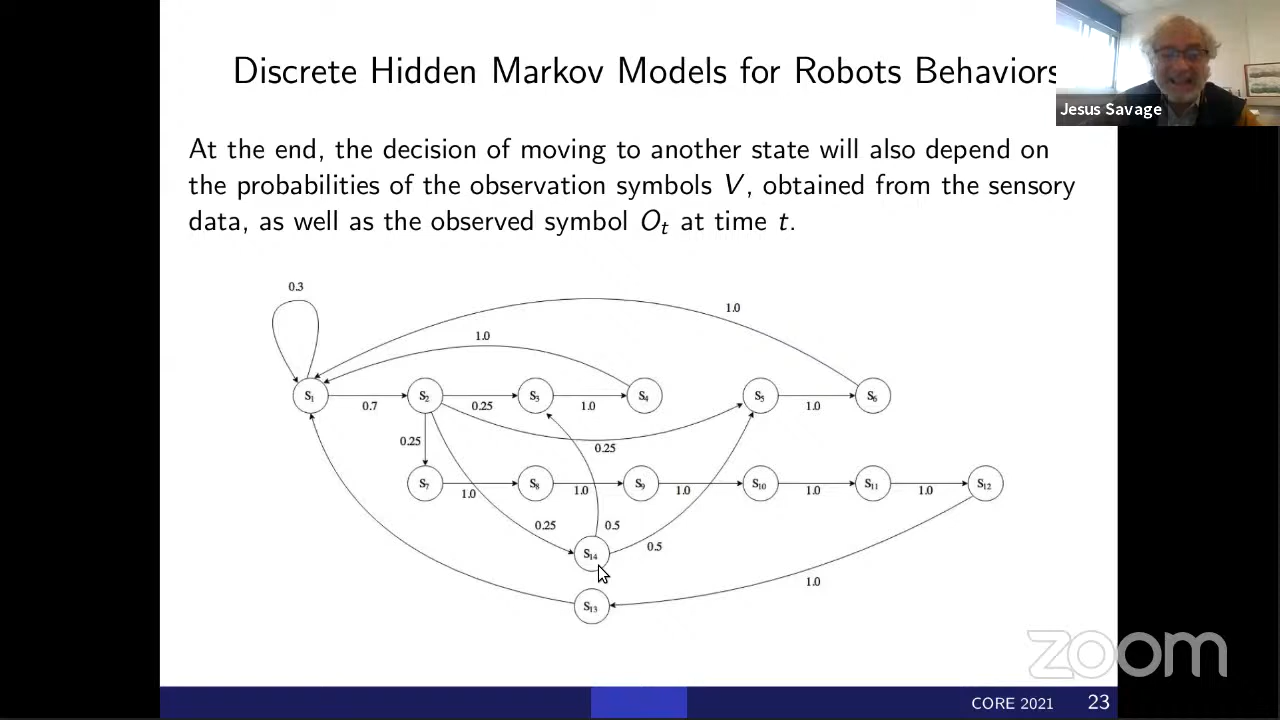 Discrete Hidden Markov Models for Robots Behaviors
Jesus Savage
At the end, the decision of moving to another state will also depend on
the probabilities of the observation symbols V, obtained from the sensory
data, as well as the observed symbol Oₜ at time t.
0.3
1.0
1.0
S₁
0.7
S₂
0.25
S₃
1.0
S₄
S₅
1.0
S₆
0.25
0.25
S₇
1.0
S₈
1.0
S₉
1.0
S₁₀
1.0
S₁₁
1.0
S₁₂
0.25
0.5
0.5
S₁₄
1.0
S₁₃
zoom
CORE 2021 23